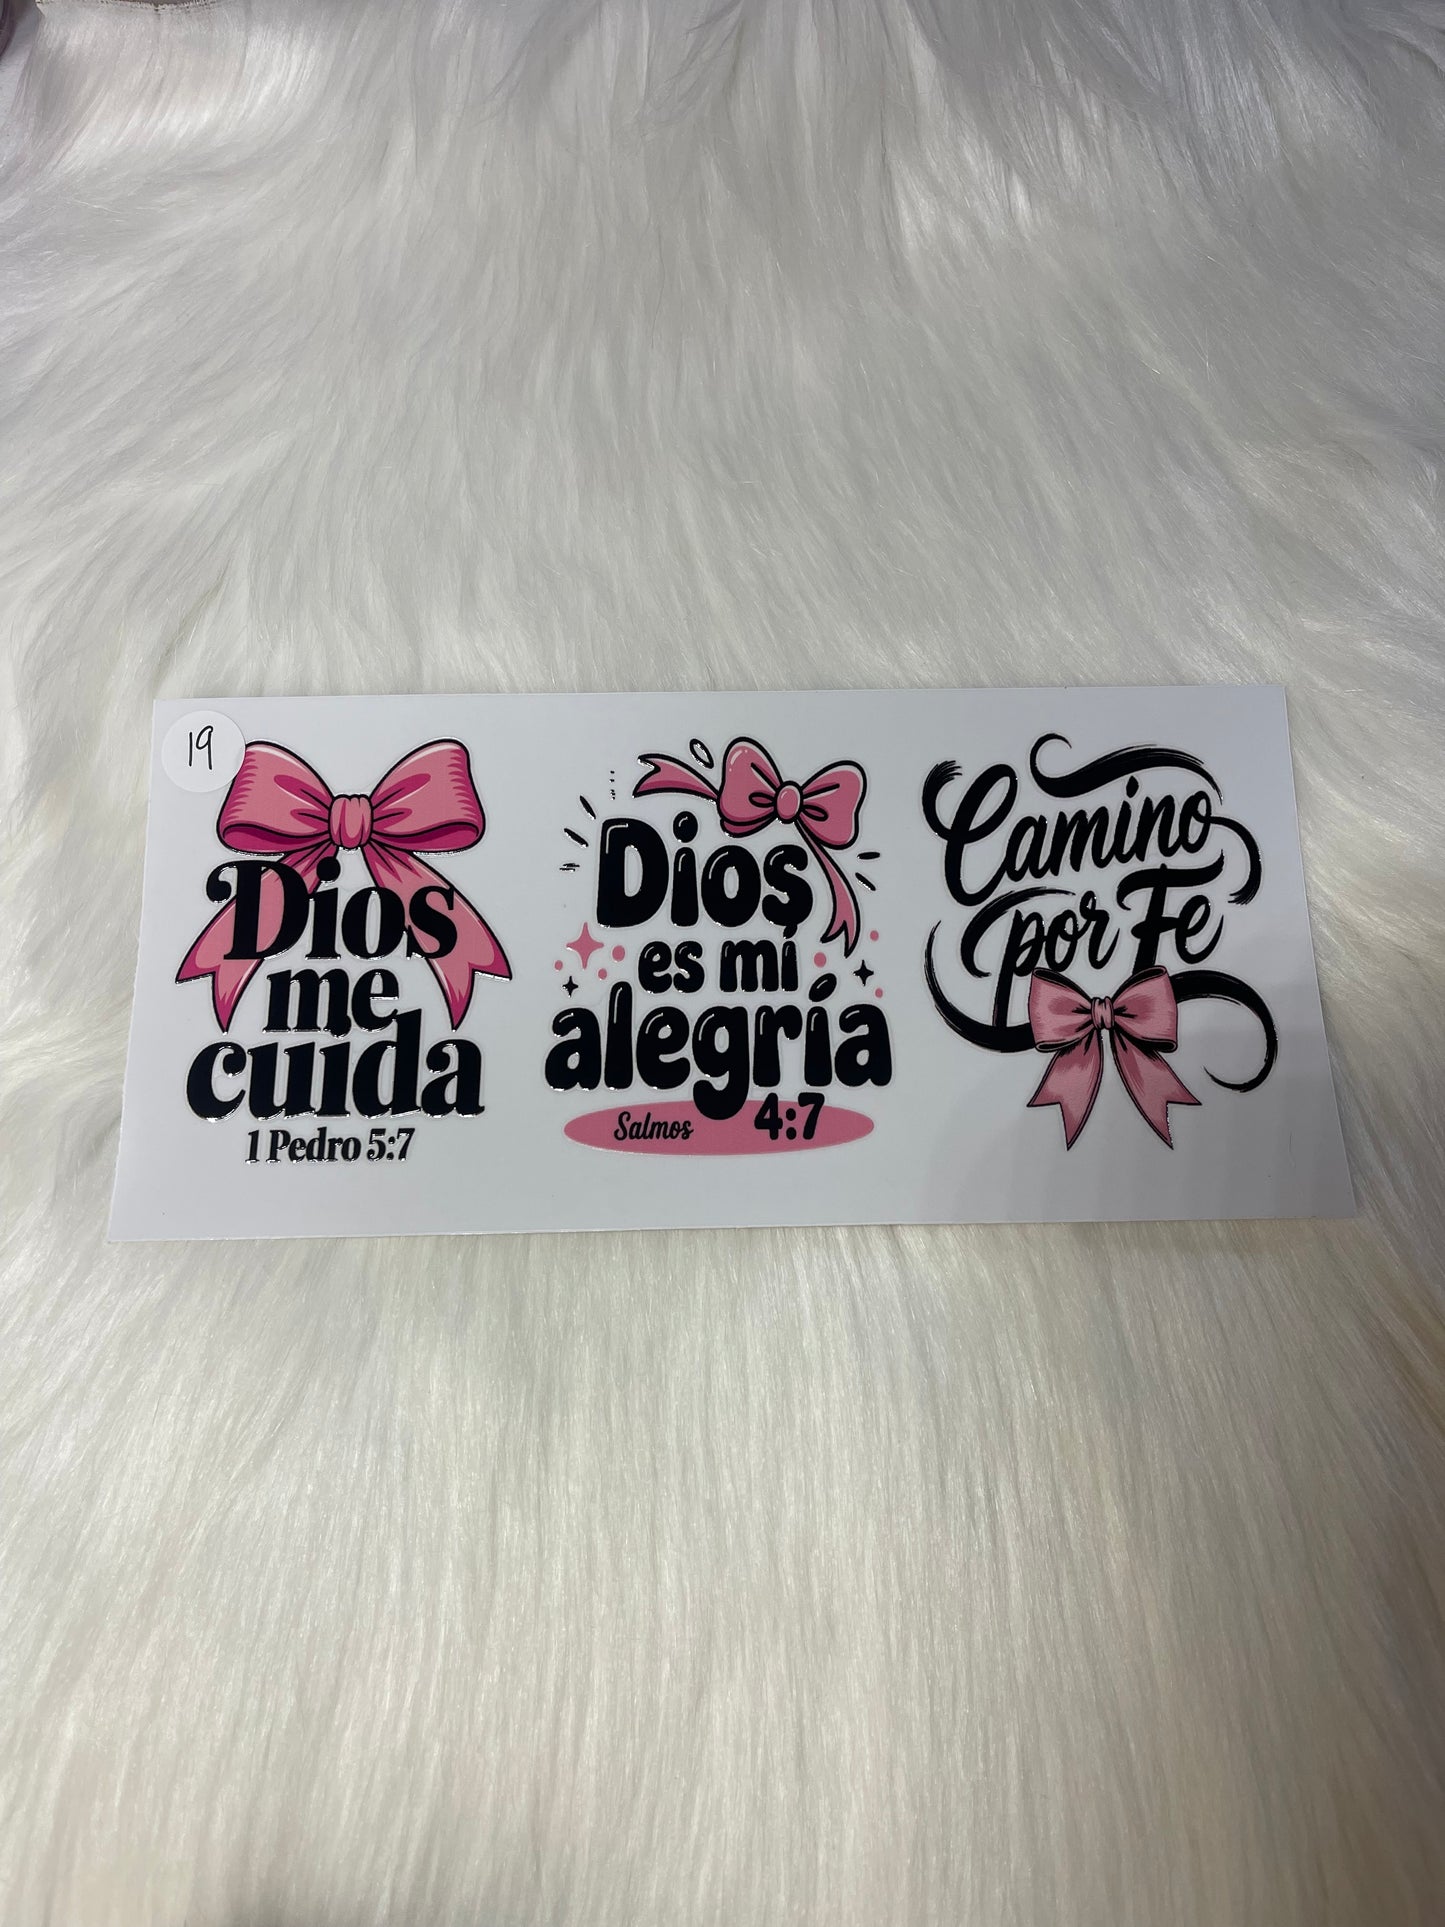 19
Dios
me
cuida
1 Pedro 5:7
Dios
es mi
alegría
Salmos 4:7
Camino
por Fe